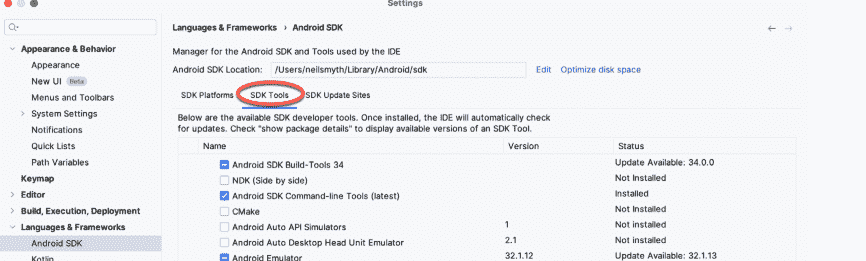 Settings
Languages & Frameworks › Android SDK
Manager for the Android SDK and Tools used by the IDE
Android SDK Location: /Users/neilsmyth/Library/Android/sdk Edit Optimize disk space
SDK Platforms SDK Tools SDK Update Sites
Below are the available SDK developer tools. Once installed, the IDE will automatically check
for updates. Check "show package details" to display available versions of an SDK Tool.
Name Version Status
Android SDK Build-Tools 34 Update Available: 34.0.0
NDK (Side by side) Not Installed
Android SDK Command-line Tools (latest) Installed
CMake Not Installed
Android Auto API Simulators 1 Not installed
Android Auto Desktop Head Unit Emulator 2.1 Not installed
Android Emulator 32.1.12 Update Available: 32.1.13
Appearance & Behavior
Appearance
New UI Beta
Menus and Toolbars
System Settings
Notifications
Quick Lists
Path Variables
Keymap
Editor
Build, Execution, Deployment
Languages & Frameworks
Android SDK
Kotlin